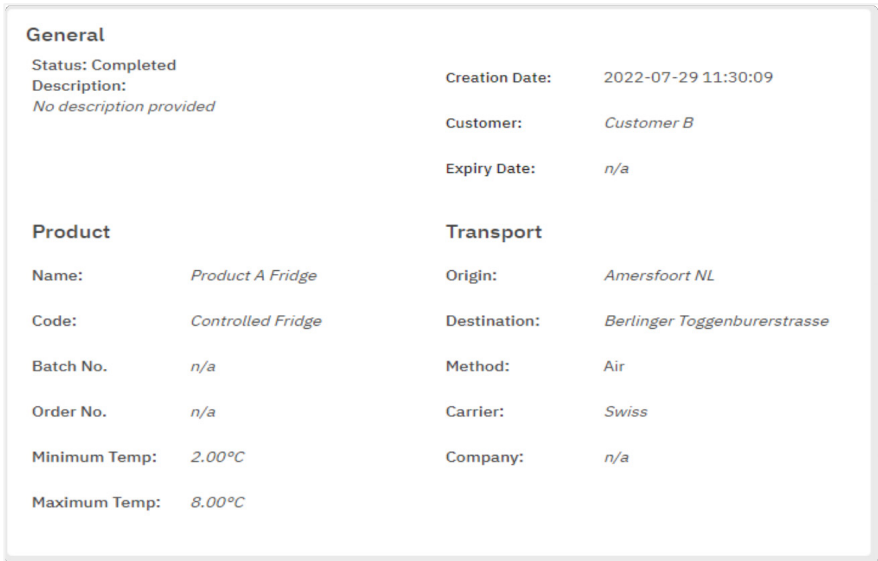 General
Status: Completed
Description:
No description provided
Creation Date: 2022-07-29 11:30:09
Customer: Customer B
Expiry Date: n/a
Product
Name: Product A Fridge
Code: Controlled Fridge
Batch No. n/a
Order No. n/a
Minimum Temp: 2.00°C
Maximum Temp: 8.00°C
Transport
Origin: Amersfoort NL
Destination: Berlinger Toggenburerstrasse
Method: Air
Carrier: Swiss
Company: n/a